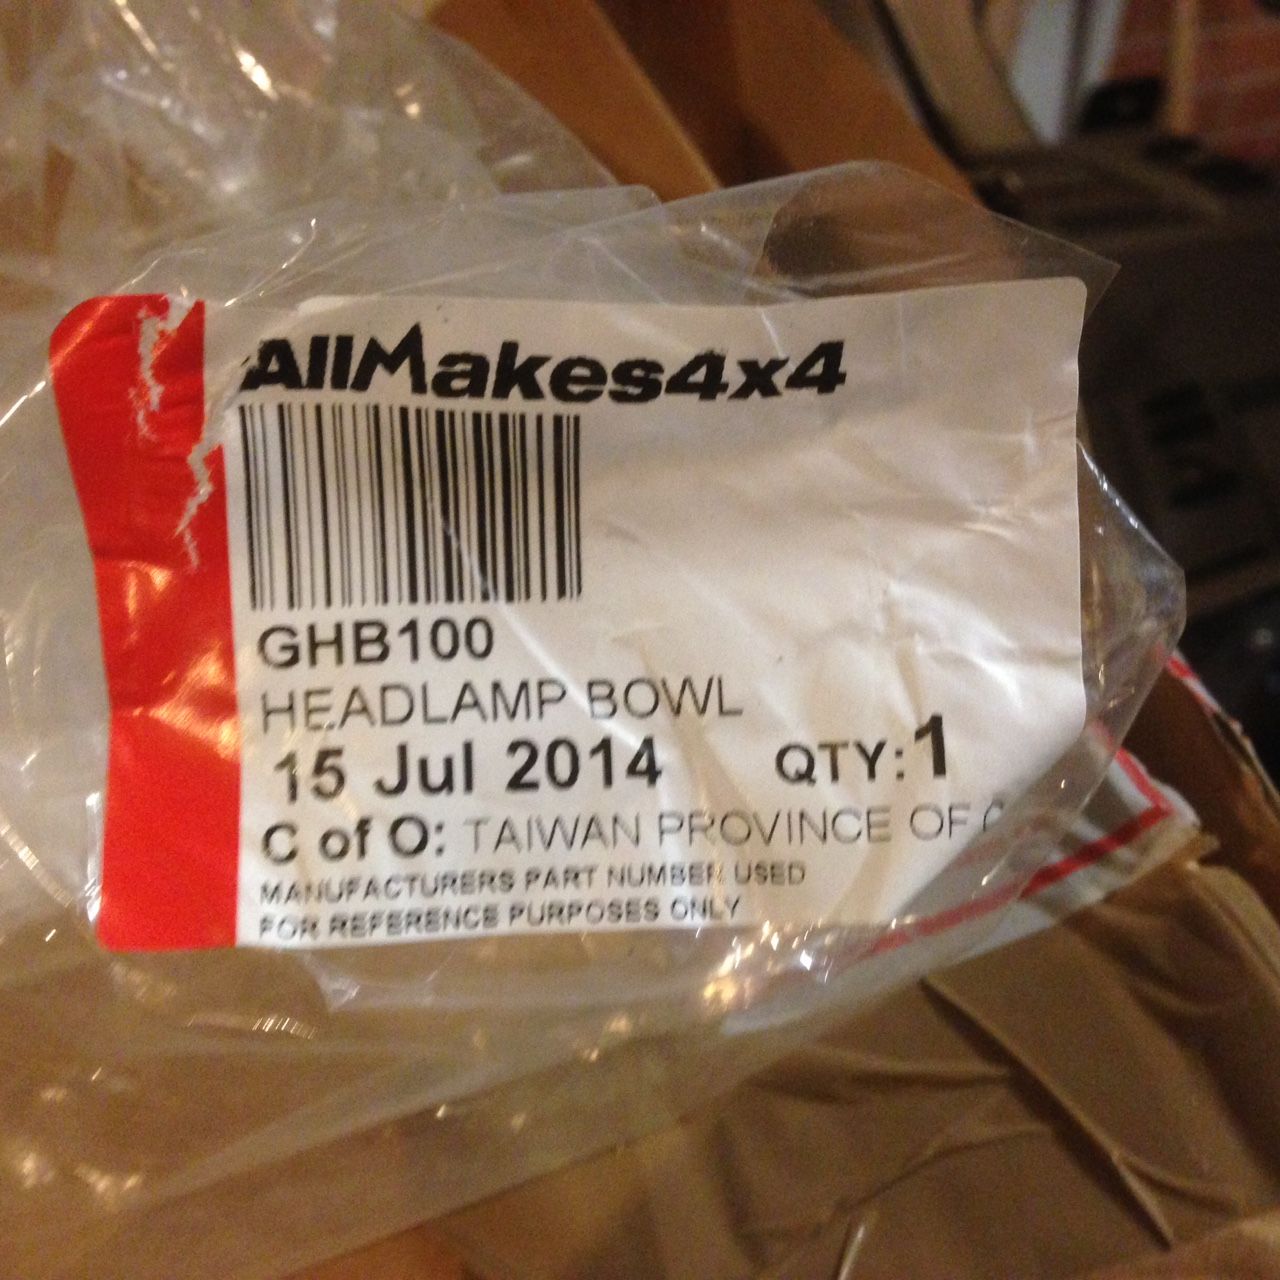 AllMakes4x4
GHB100
HEADLAMP BOWL
15 Jul 2014 QTY:1
C of O: TAIWAN PROVINCE OF
MANUFACTURERS PART NUMBER USED
FOR REFERENCE PURPOSES ONLY